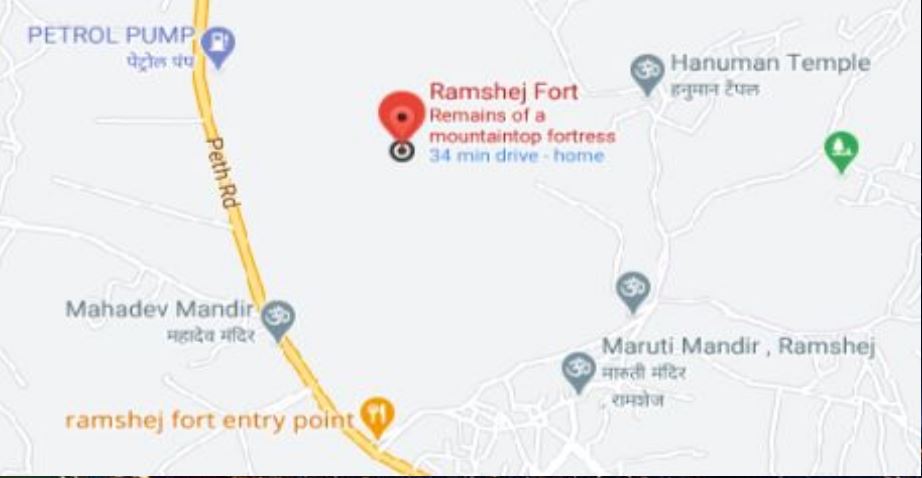 PETROL PUMP
पेट्रोल पंप
Hanuman Temple
हनुमान टैंपल
Ramshej Fort
Remains of a
mountaintop fortress
34 min drive - home
Peth Rd
Mahadev Mandir
महादेव मंदिर
Maruti Mandir , Ramshej
मारुती मंदिर
, रामशेज
ramshej fort entry point